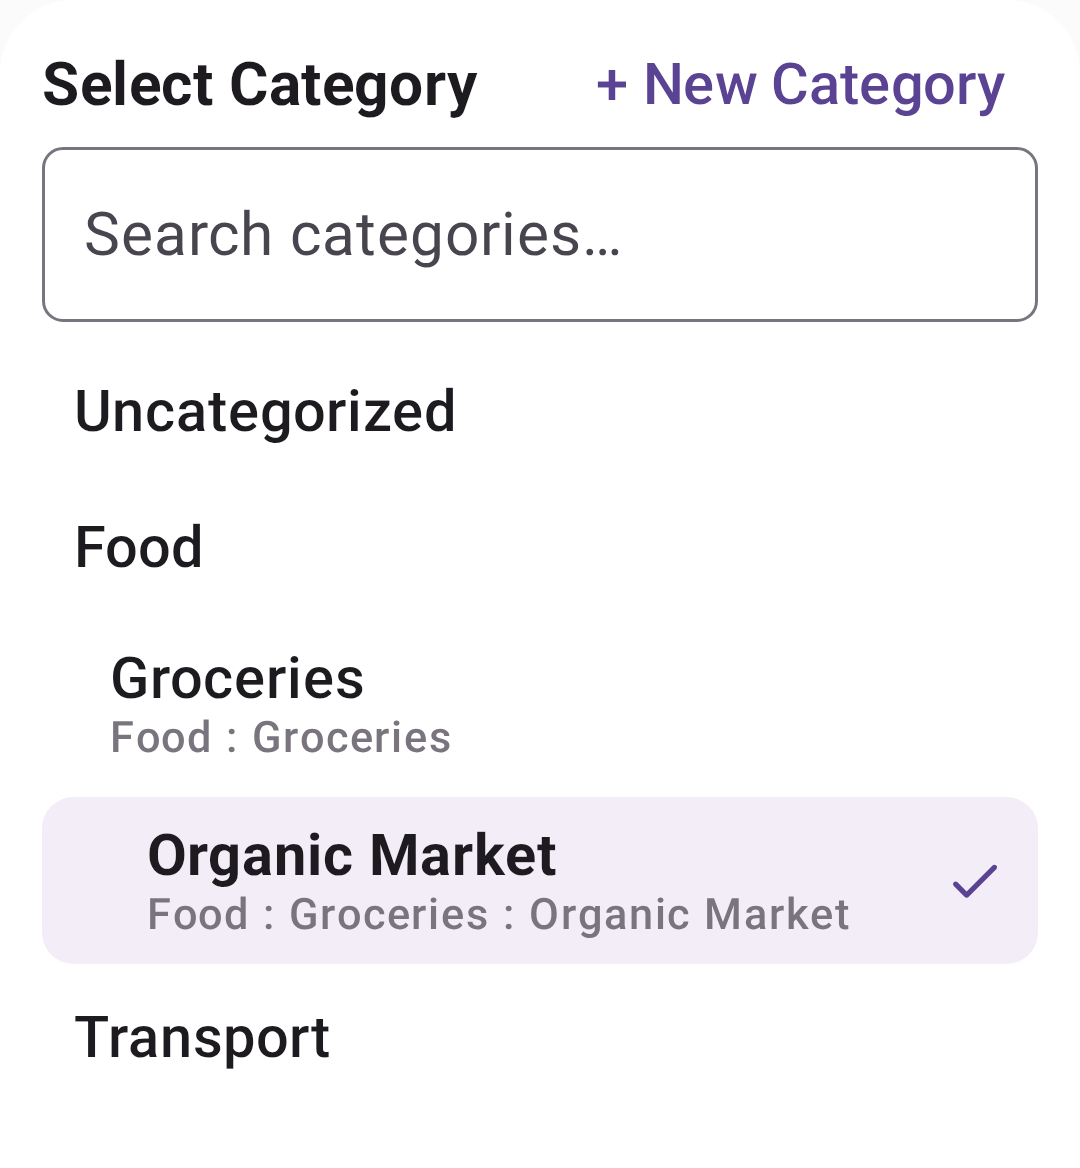 Select Category
+ New Category
Search categories…
Uncategorized
Food
Groceries
Food : Groceries
Organic Market
Food : Groceries : Organic Market
Transport